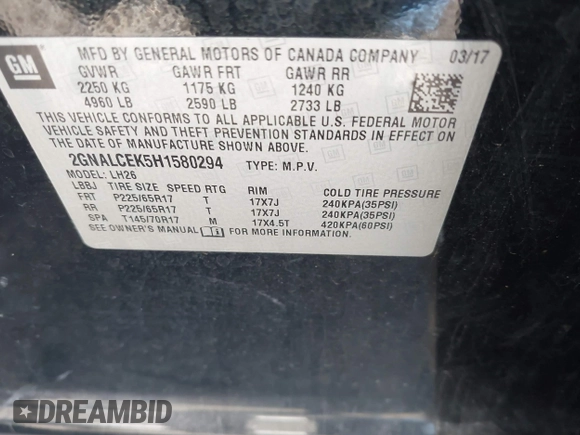 GM
MFD BY GENERAL MOTORS OF CANADA COMPANY 03/17
GVWR GAWR FRT GAWR RR
2250 KG 1175 KG 1240 KG
4960 LB 2590 LB 2733 LB
THIS VEHICLE CONFORMS TO ALL APPLICABLE U.S. FEDERAL MOTOR
VEHICLE SAFETY AND THEFT PREVENTION STANDARDS IN EFFECT ON
THE DATE OF MANUFACTURE SHOWN ABOVE.
2GNALCEK5H1580294 TYPE: M.P.V.
MODEL: LH26
LBBJ TIRE SIZE SPEED RTG RIM COLD TIRE PRESSURE
FRT P225/65R17 T 17X7J 240KPA(35PSI)
RR P225/65R17 T 17X7J 240KPA(35PSI)
SPA T145/70R17 M 17X4.5T 420KPA(60PSI)
SEE OWNER'S MANUAL FOR MORE INFORMATION.
DREAMBID